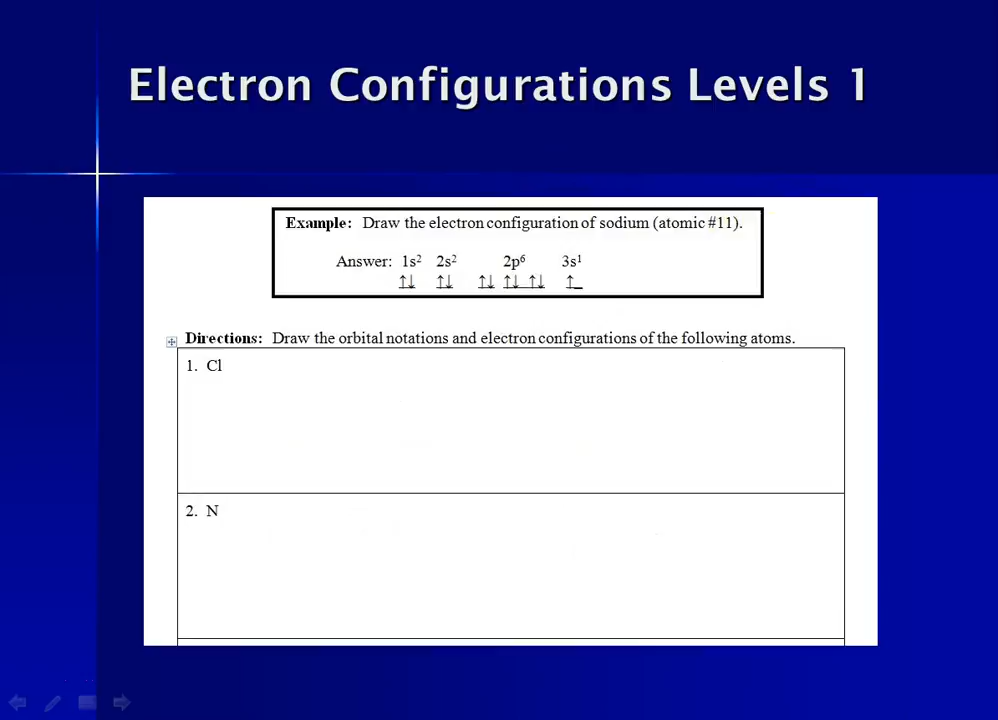 Electron Configurations Levels 1
Example: Draw the electron configuration of sodium (atomic #11).
Answer: 1s² 2s² 2p⁶ 3s¹
↑↓ ↑↓ ↑↓ ↑↓ ↑↓ ↑_
Directions: Draw the orbital notations and electron configurations of the following atoms.
1. Cl
2. N